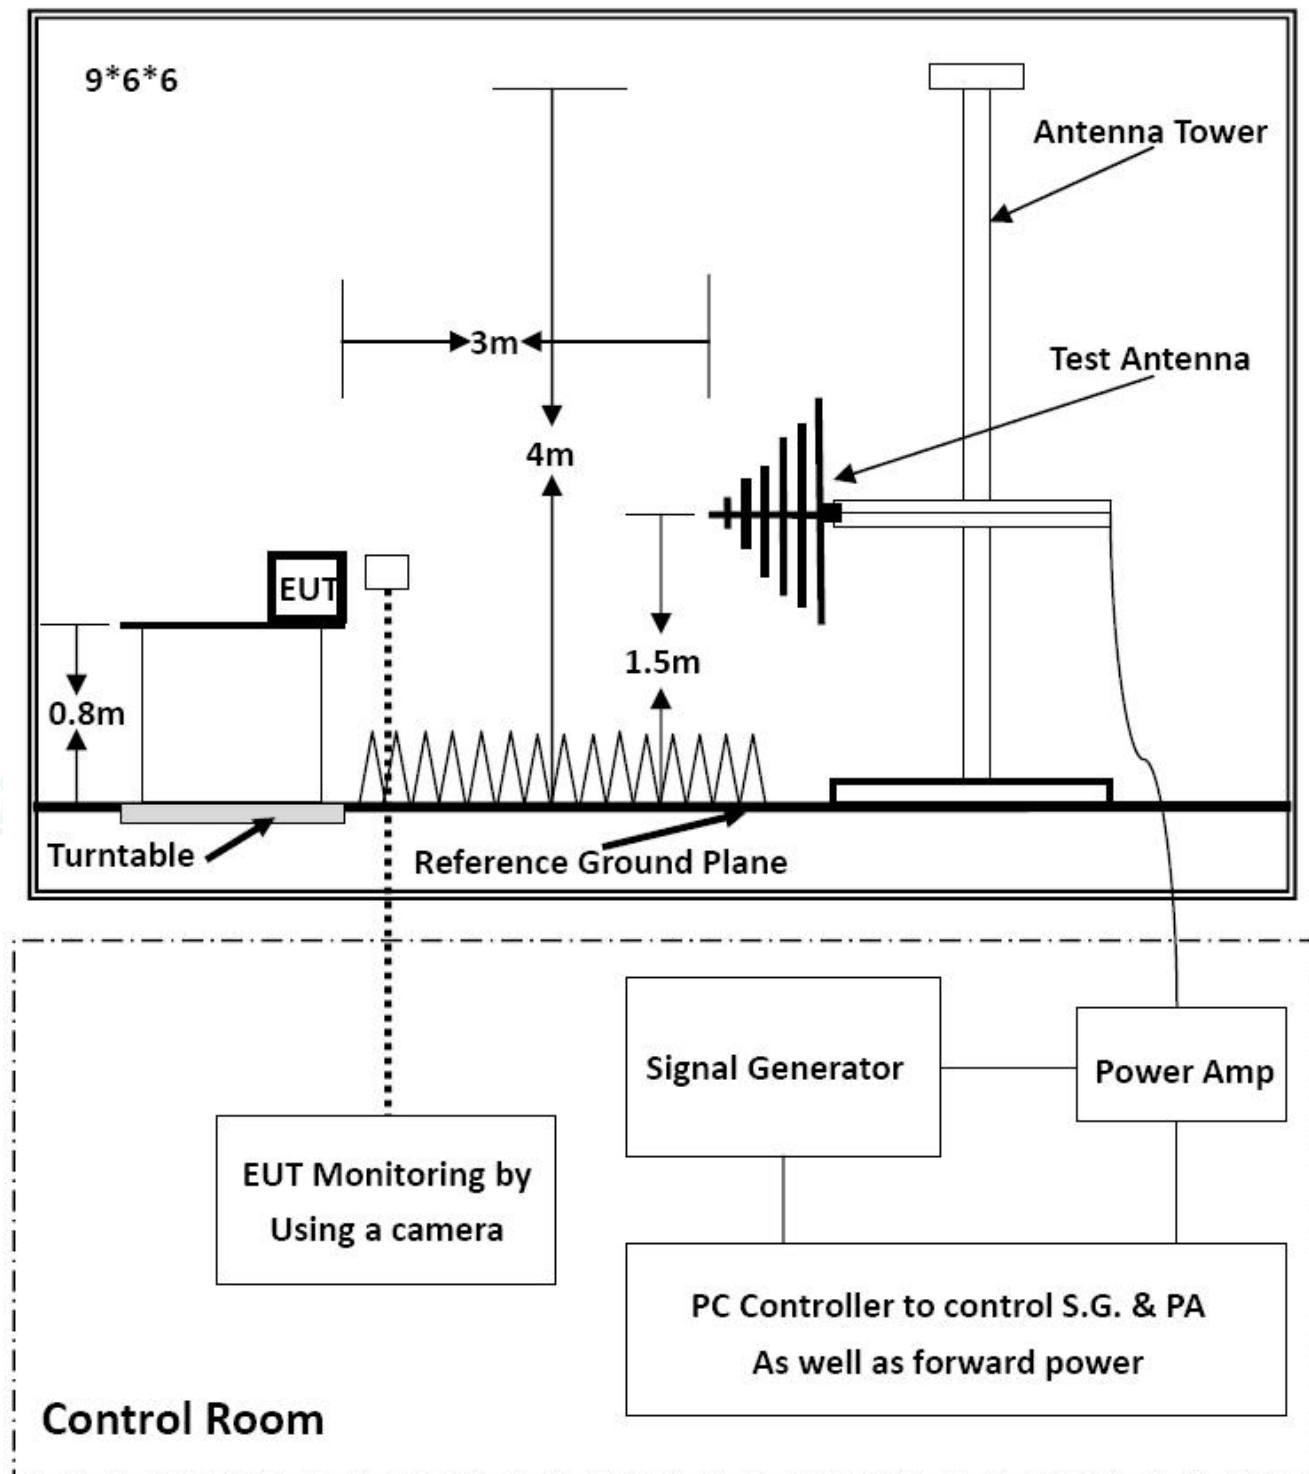 9*6*6
Antenna Tower
3m
Test Antenna
4m
EUT
1.5m
0.8m
Turntable
Reference Ground Plane
Signal Generator
Power Amp
EUT Monitoring by
Using a camera
PC Controller to control S.G. & PA
As well as forward power
Control Room